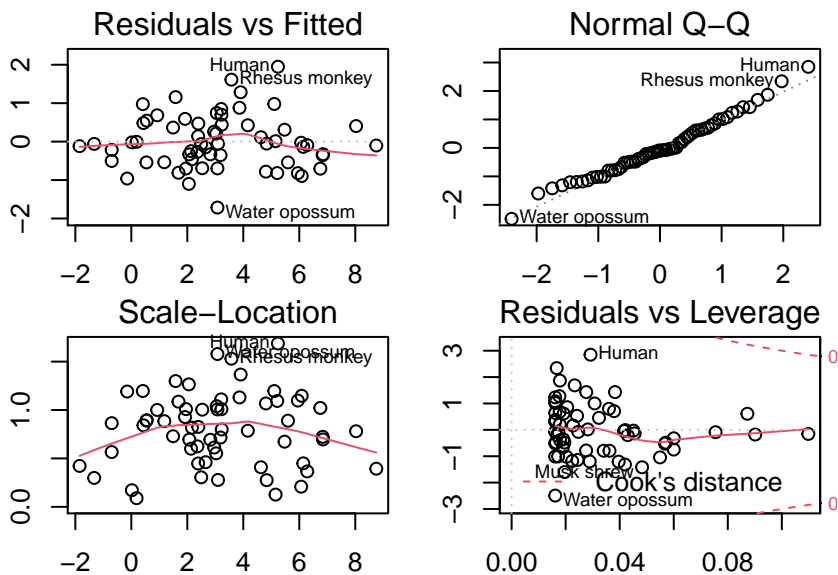 Residuals vs Fitted
2
1
0
−2
Human
Rhesus monkey
Water opossum
−2 0 2 4 6 8
Normal Q−Q
2
0
−2
Human
Rhesus monkey
Water opossum
−2 −1 0 1 2
Scale−Location
1.0
0.0
Human
Water opossum
Rhesus monkey
−2 0 2 4 6 8
Residuals vs Leverage
3
1
−1
−3
Human
0
Musk shrew
Cook's distance
Water opossum
0
0.00 0.04 0.08